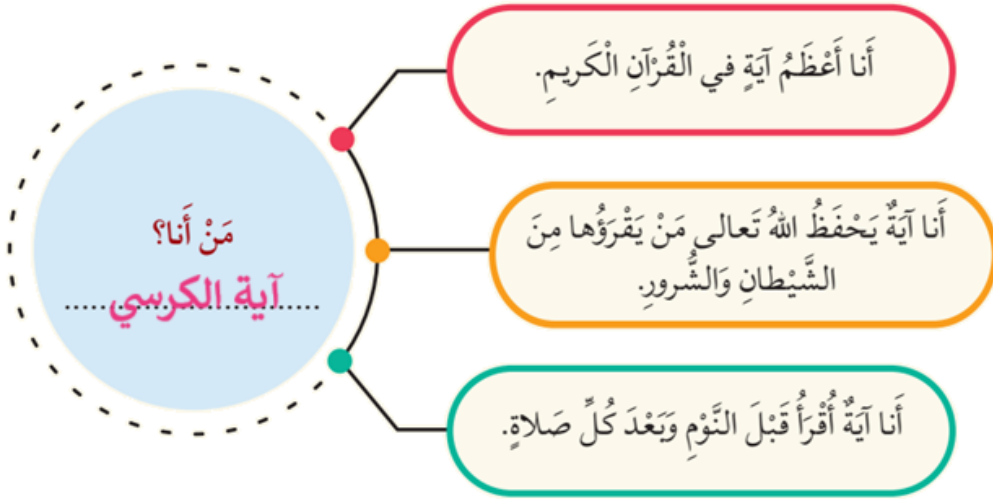 أَنا أَعْظَمُ آيَةٍ في الْقُرْآنِ الْكَريمِ.
مَنْ أَنا؟
آية الكرسي
أَنا آيَةٌ يَحْفَظُ اللهُ تَعالى مَنْ يَقْرَؤُها مِنَ
الشَّيْطانِ وَالشُّرورِ.
أَنا آيَةٌ أُقْرَأُ قَبْلَ النَّوْمِ وَبَعْدَ كُلِّ صَلاةٍ.